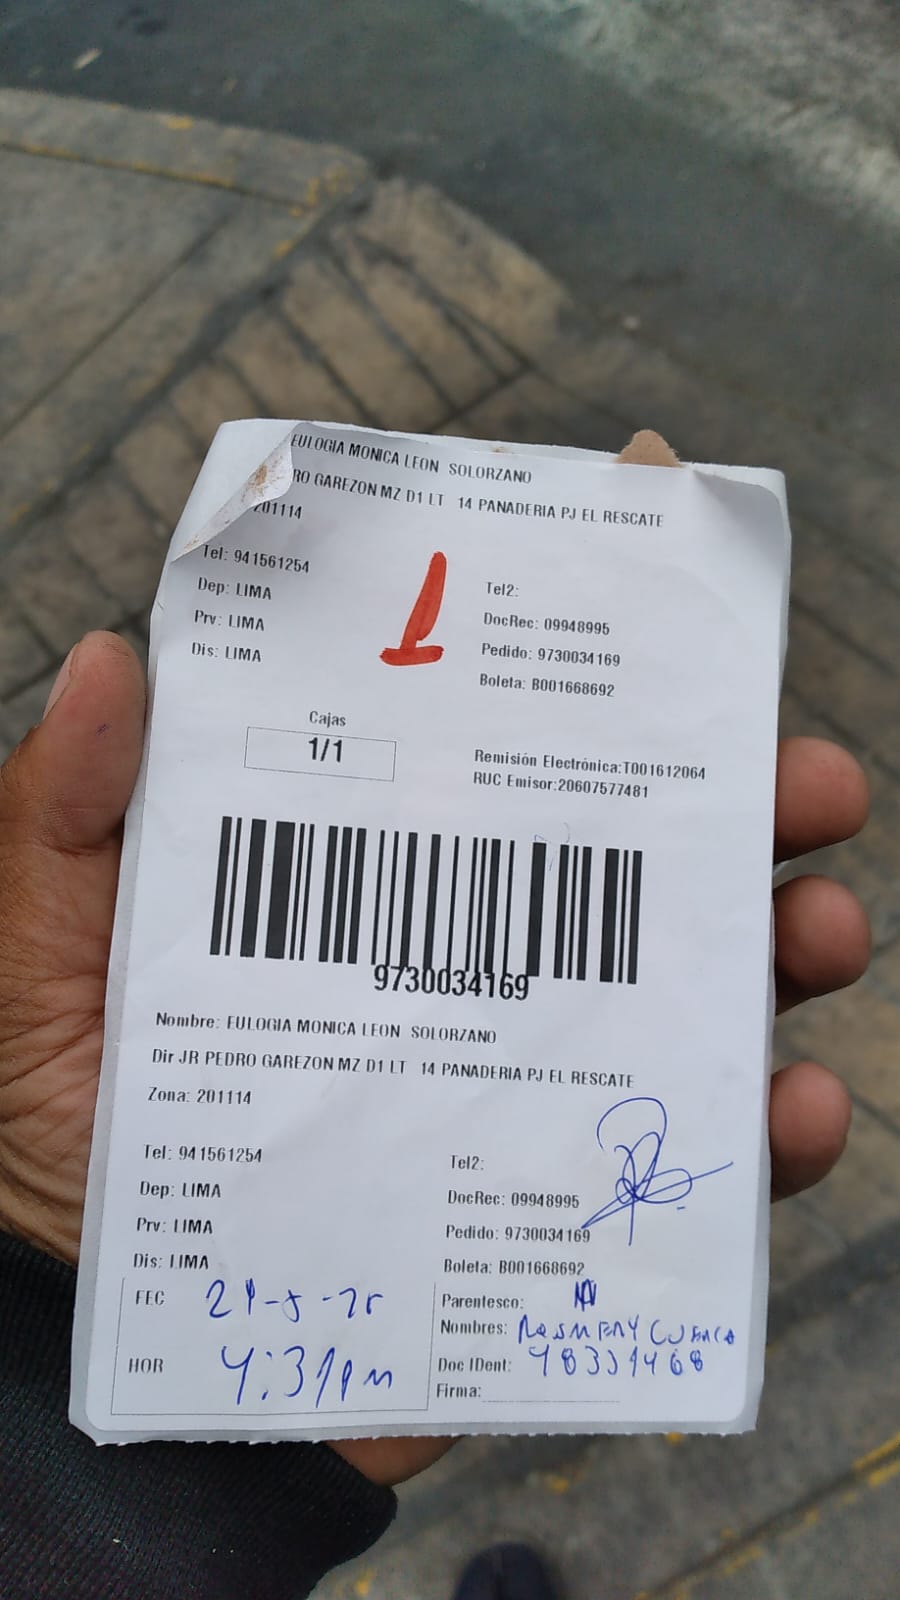 EULOGIA MONICA LEON SOLORZANO
RO GAREZON MZ D1 LT 14 PANADERIA PJ EL RESCATE
201114
Tel: 941561254
Tel2:
Dep: LIMA
DocRec: 09948995
Prv: LIMA
Pedido: 9730034169
Dis: LIMA
Boleta: B001668692
1
Cajas
1/1
Remisión Electrónica:T001612064
RUC Emisor:20607577481
9730034169
Nombre: EULOGIA MONICA LEON SOLORZANO
Dir JR PEDRO GAREZON MZ D1 LT 14 PANADERIA PJ EL RESCATE
Zona: 201114
Tel: 941561254
Tel2:
Dep: LIMA
DocRec: 09948995
Prv: LIMA
Pedido: 9730034169
Dis: LIMA
Boleta: B001668692
FEC
Parentesco:
Nombres: ROSMERY
HOR 4:31pm
Doc IDent:
Firma: